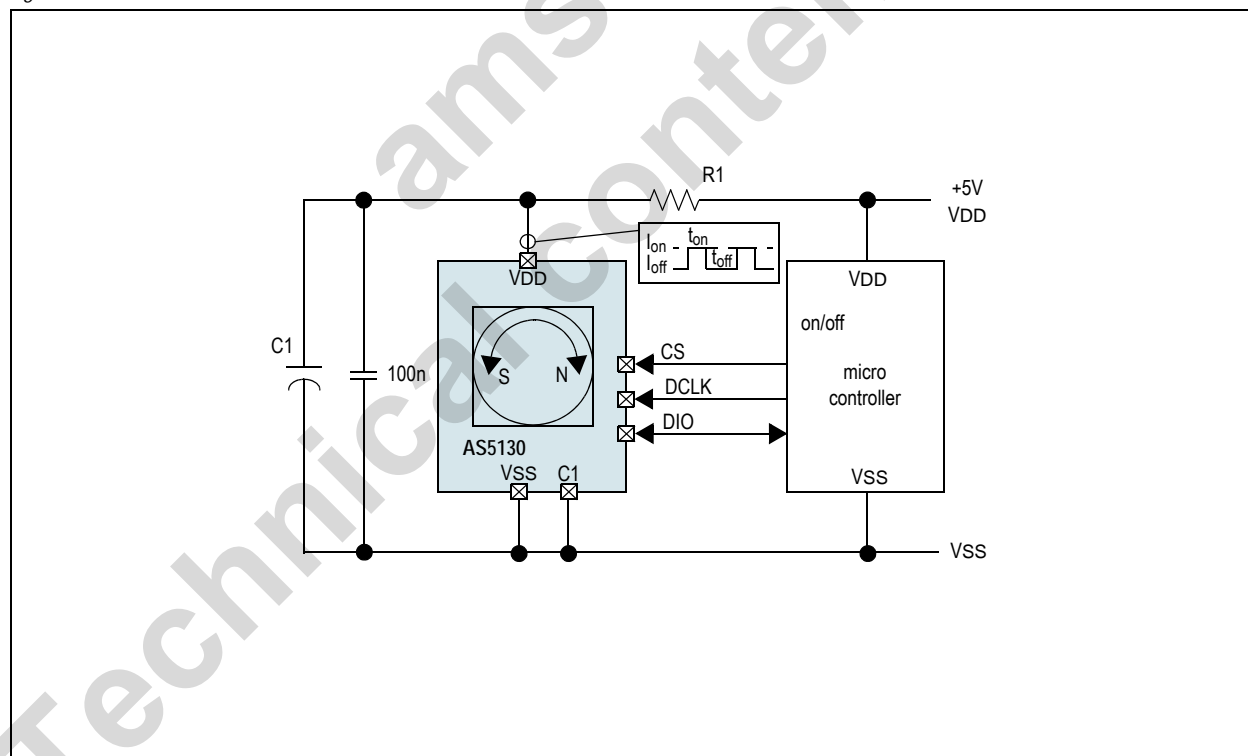 R1
+5V
VDD
Ion
ton
Ioff
toff
VDD
VDD
on/off
C1
100n
S
N
CS
DCLK
DIO
micro
controller
AS5130
VSS
C1
VSS
VSS
ams
Technical conten